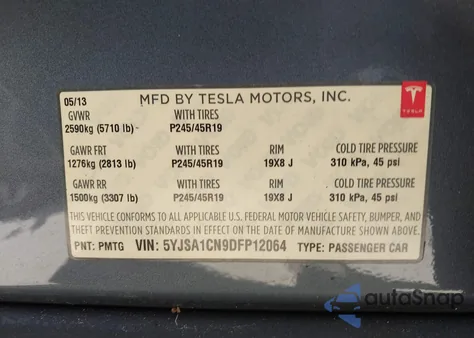 05/13 MFD BY TESLA MOTORS, INC.
GVWR WITH TIRES
2590kg (5710 lb)- P245/45R19
TESLA
GAWR FRT WITH TIRES RIM COLD TIRE PRESSURE
1276kg (2813 lb) P245/45R19 19X8 J 310 kPa, 45 psi
GAWR RR WITH TIRES RIM COLD TIRE PRESSURE
1500kg (3307 lb) P245/45R19 19X8 J 310 kPa, 45 psi
THIS VEHICLE CONFORMS TO ALL APPLICABLE U.S. FEDERAL MOTOR VEHICLE SAFETY, BUMPER, AND
THEFT PREVENTION STANDARDS IN EFFECT ON THE DATE OF MANUFACTURE SHOWN ABOVE.
PNT: PMTG VIN: 5YJSA1CN9DFP12064 TYPE: PASSENGER CAR
autoSnap